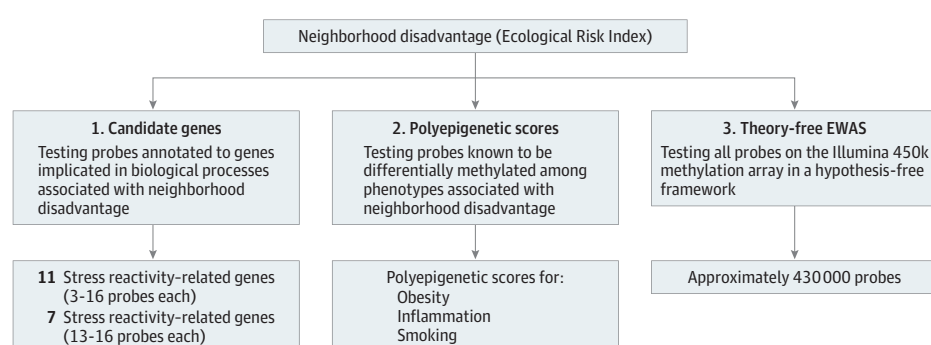 Neighborhood disadvantage (Ecological Risk Index)
1. Candidate genes
Testing probes annotated to genes
implicated in biological processes
associated with neighborhood
disadvantage
2. Polyepigenetic scores
Testing probes known to be
differentially methylated among
phenotypes associated with
neighborhood disadvantage
3. Theory-free EWAS
Testing all probes on the Illumina 450k
methylation array in a hypothesis-free
framework
11 Stress reactivity-related genes
(3-16 probes each)
7 Stress reactivity-related genes
(13-16 probes each)
Polyepigenetic scores for:
Obesity
Inflammation
Smoking
Approximately 430000 probes